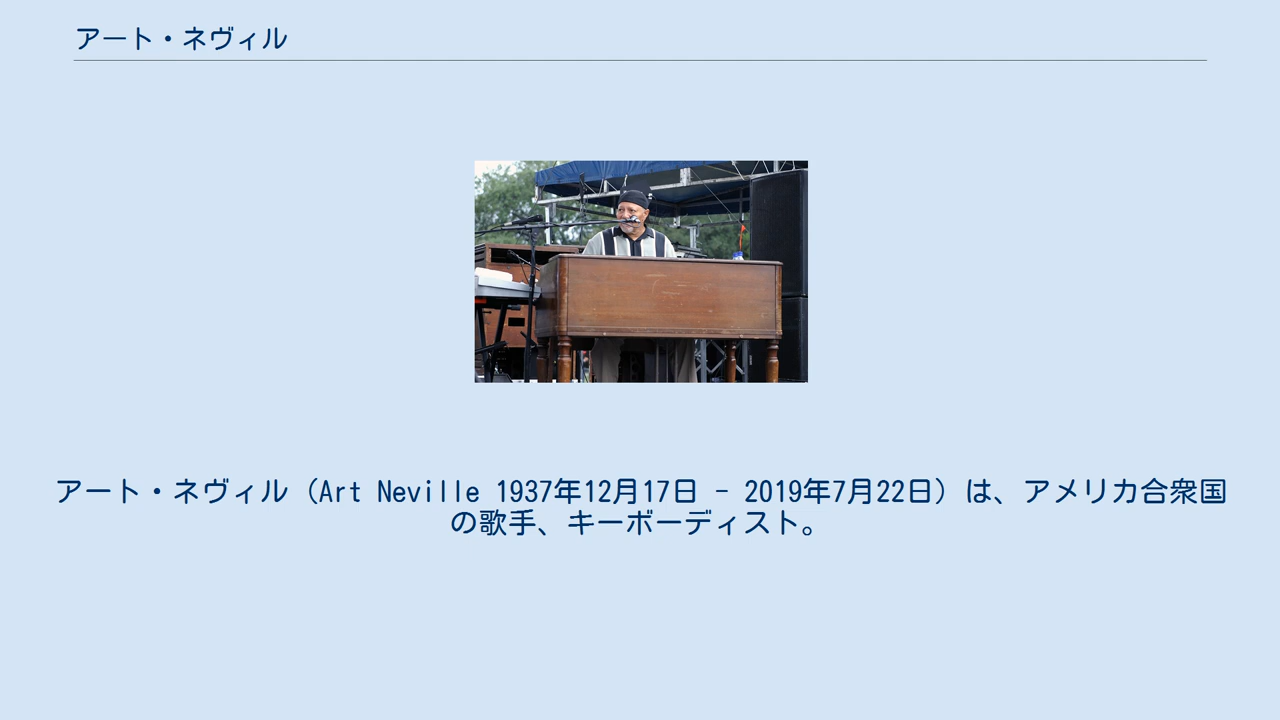 アート・ネヴィル
アート・ネヴィル（Art Neville 1937年12月17日 - 2019年7月22日）は、アメリカ合衆国
の歌手、キーボーディスト。